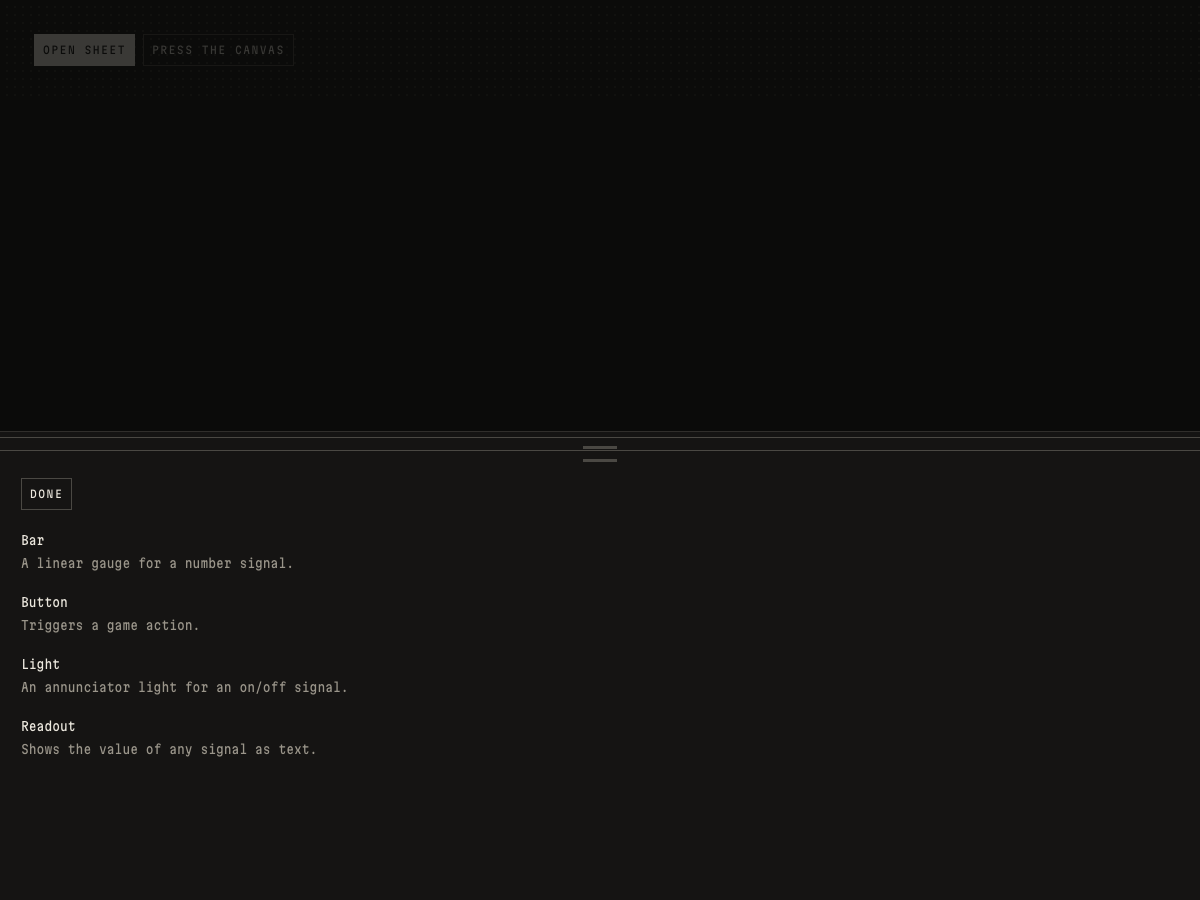 OPEN SHEET
PRESS THE CANVAS
DONE
Bar
A linear gauge for a number signal.
Button
Triggers a game action.
Light
An annunciator light for an on/off signal.
Readout
Shows the value of any signal as text.